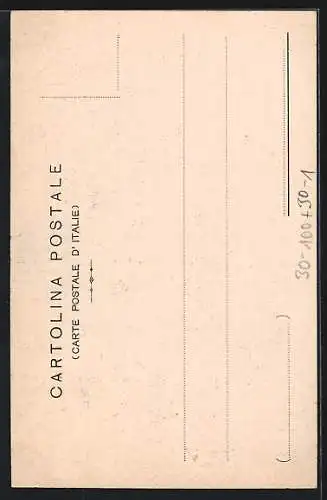 CARTOLINA POSTALE
(CARTE POSTALE D'ITALIE)
(    )
30-100+30-1